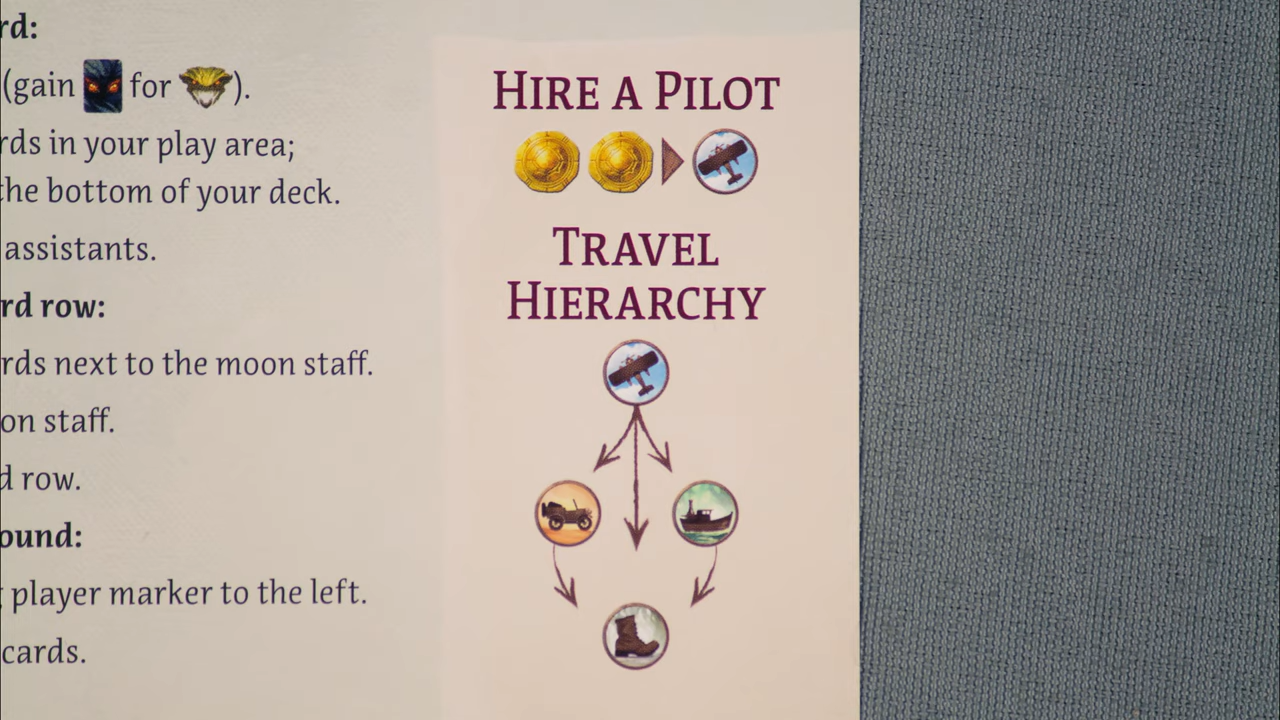 rd:
(gain for ).
rds in your play area;
the bottom of your deck.
assistants.
rd row:
rds next to the moon staff.
on staff.
d row.
ound:
player marker to the left.
cards.
HIRE A PILOT
TRAVEL
HIERARCHY